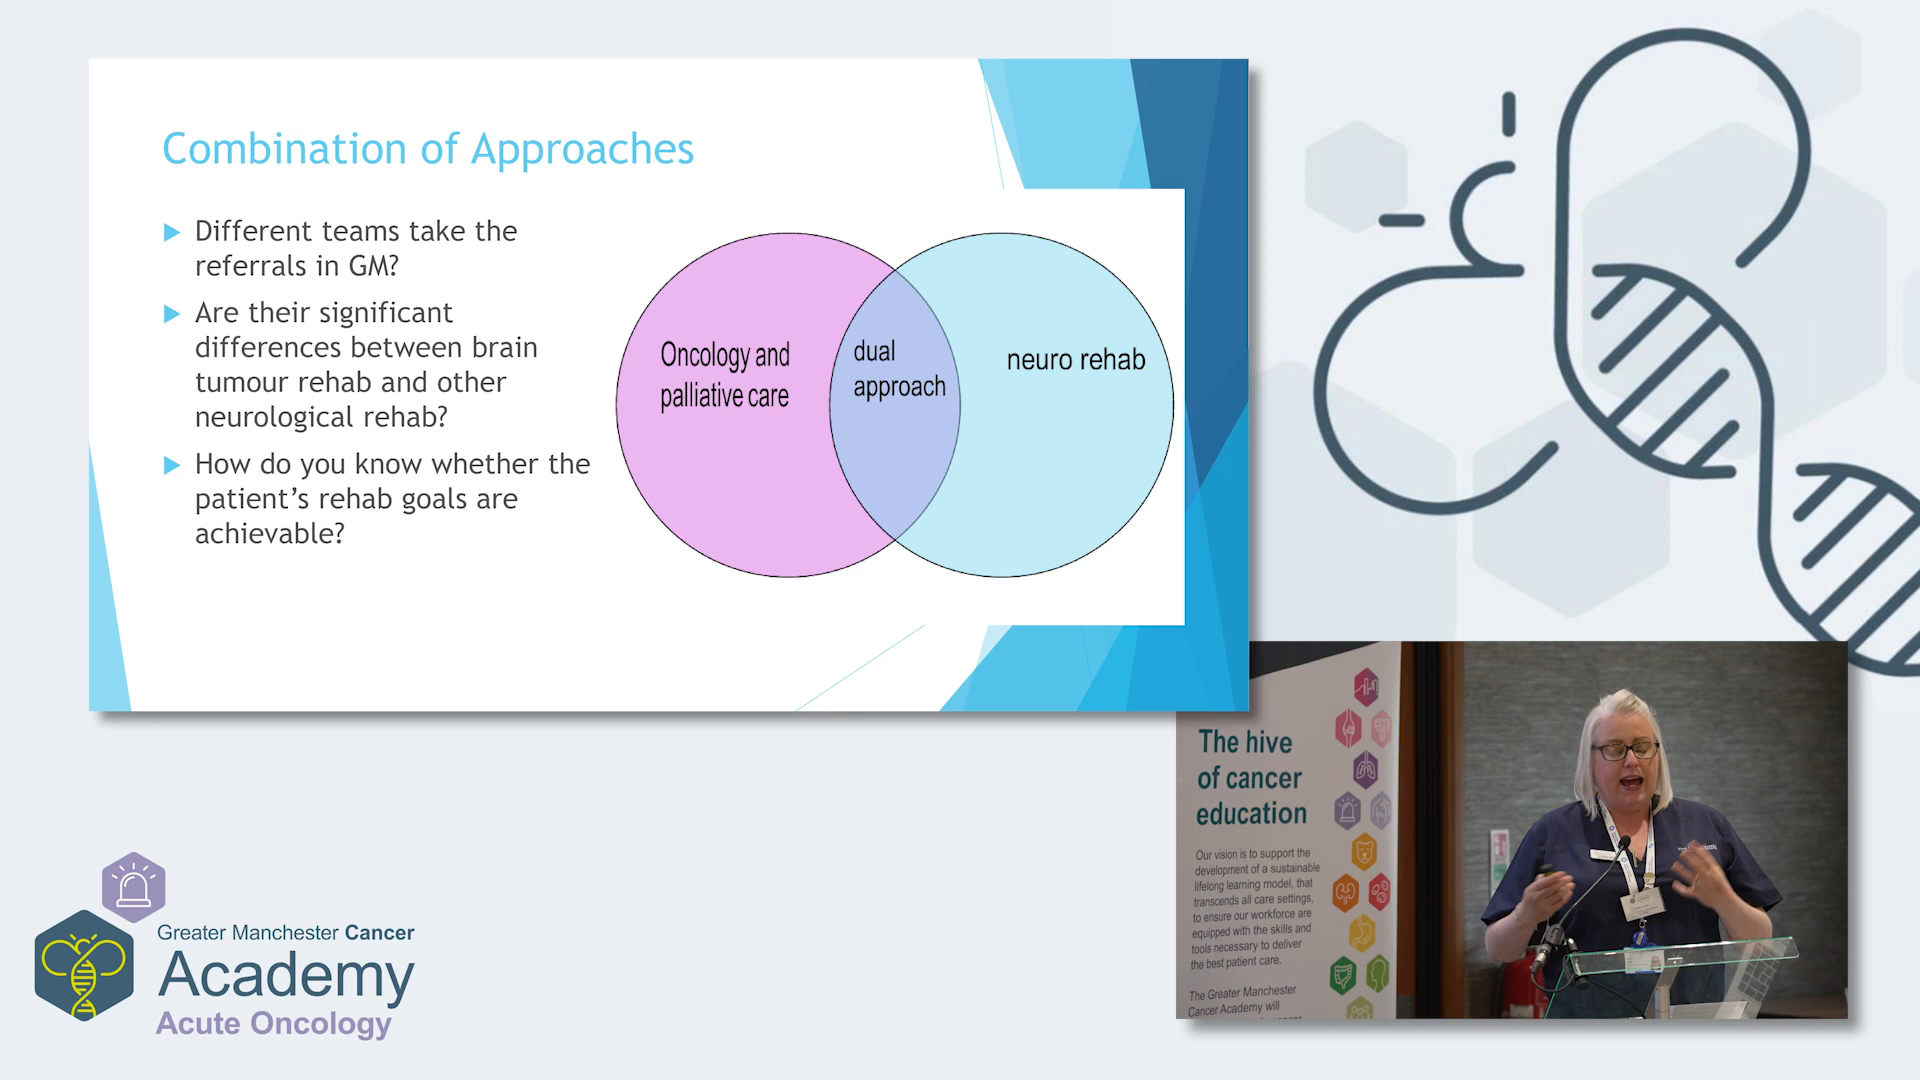 Combination of Approaches
Different teams take the
referrals in GM?
Are their significant
differences between brain
tumour rehab and other
neurological rehab?
How do you know whether the
patient's rehab goals are
achievable?
Oncology and
palliative care
dual
approach
neuro rehab
The hive
of cancer
education
Our vision is to support the
development of a sustainable
lifelong learning model, that
transcends all care settings,
to ensure our workforce are
equipped with the skills and
tools necessary to deliver
the best patient care.
The Greater Manchester
Cancer Academy will
Greater Manchester Cancer
Academy
Acute Oncology